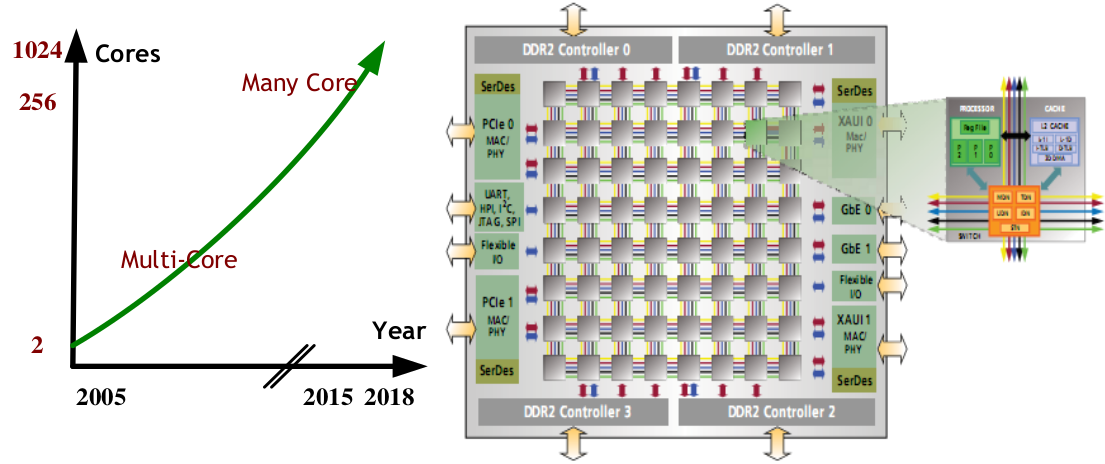 1024
Cores
256
Many Core
Multi-Core
2
Year
2005
2015
2018
DDR2 Controller 0
DDR2 Controller 1
SerDes
PCIe 0
MAC/
PHY
UART,
HPI, I²C,
JTAG, SPI
Flexible
I/O
PCIe 1
MAC/
PHY
SerDes
SerDes
XAUI 0
Mac/
PHY
GbE 0
GbE 1
Flexible
I/O
XAUI 1
MAC/
PHY
SerDes
DDR2 Controller 3
DDR2 Controller 2
PROCESSOR
CACHE
Reg File
P
2
P
1
P
0
L2 CACHE
L-1I
L-1D
I-TLB
D-TLB
2D DMA
MDN
TDN
UDN
IDN
STN
SWITCH